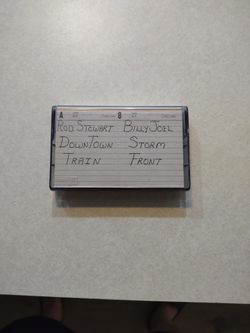 A B
ROD STEWART BILLY JOEL
DOWNTOWN STORM
TRAIN FRONT